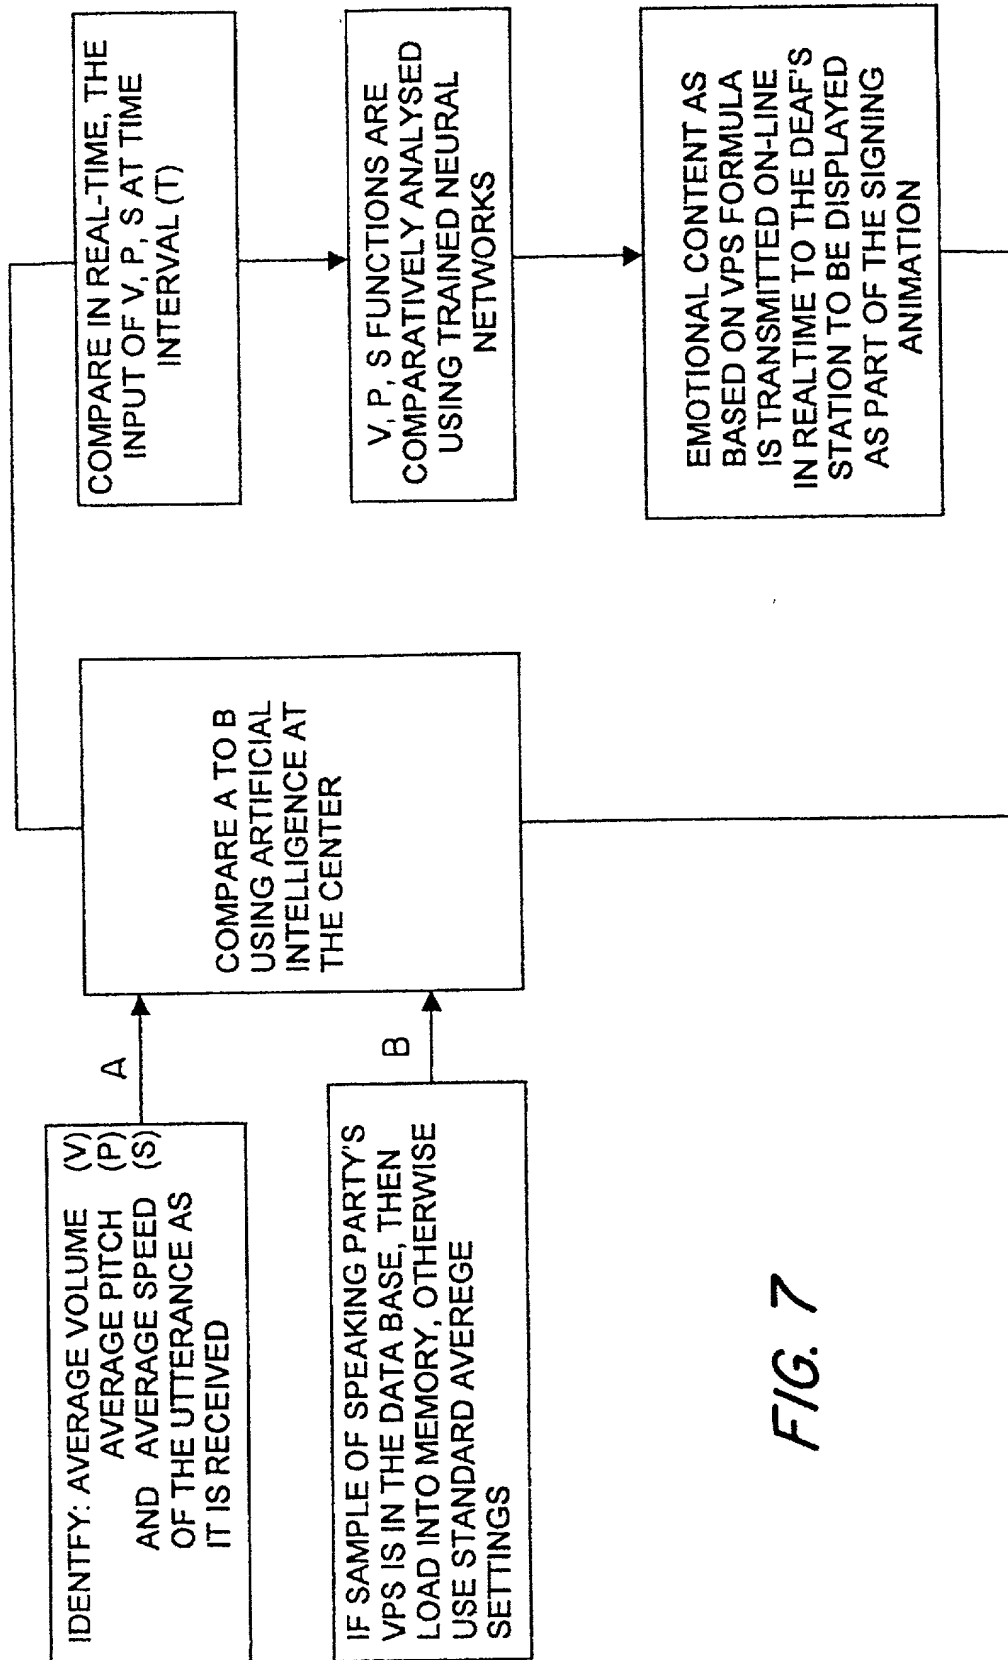 IDENTFY: AVERAGE VOLUME (V)
AVERAGE PITCH (P)
AND AVERAGE SPEED (S)
OF THE UTTERANCE AS
IT IS RECEIVED
A
IF SAMPLE OF SPEAKING PARTY'S
VPS IS IN THE DATA BASE, THEN
LOAD INTO MEMORY, OTHERWISE
USE STANDARD AVEREGE
SETTINGS
B
COMPARE A TO B
USING ARTIFICIAL
INTELLIGENCE AT
THE CENTER
COMPARE IN REAL-TIME, THE
INPUT OF V, P, S AT TIME
INTERVAL (T)
V, P, S FUNCTIONS ARE
COMPARATIVELY ANALYSED
USING TRAINED NEURAL
NETWORKS
EMOTIONAL CONTENT AS
BASED ON VPS FORMULA
IS TRANSMITTED ON-LINE
IN REALTIME TO THE DEAF'S
STATION TO BE DISPLAYED
AS PART OF THE SIGNING
ANIMATION
FIG. 7